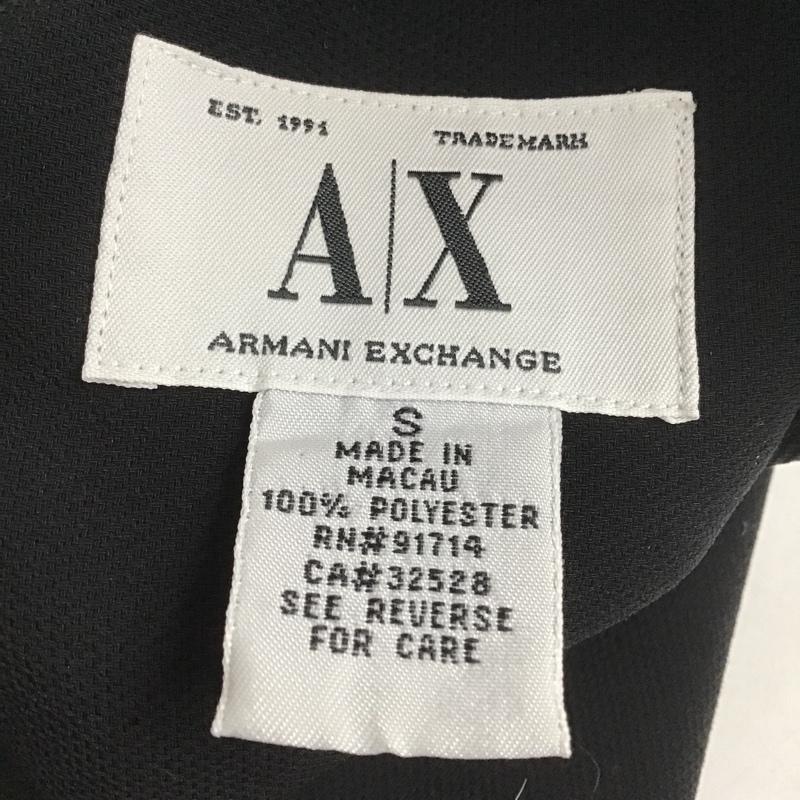 EST. 1991 TRADEMARK
A|X
ARMANI EXCHANGE
S
MADE IN
MACAU
100% POLYESTER
RN#91714
CA#32528
SEE REVERSE
FOR CARE